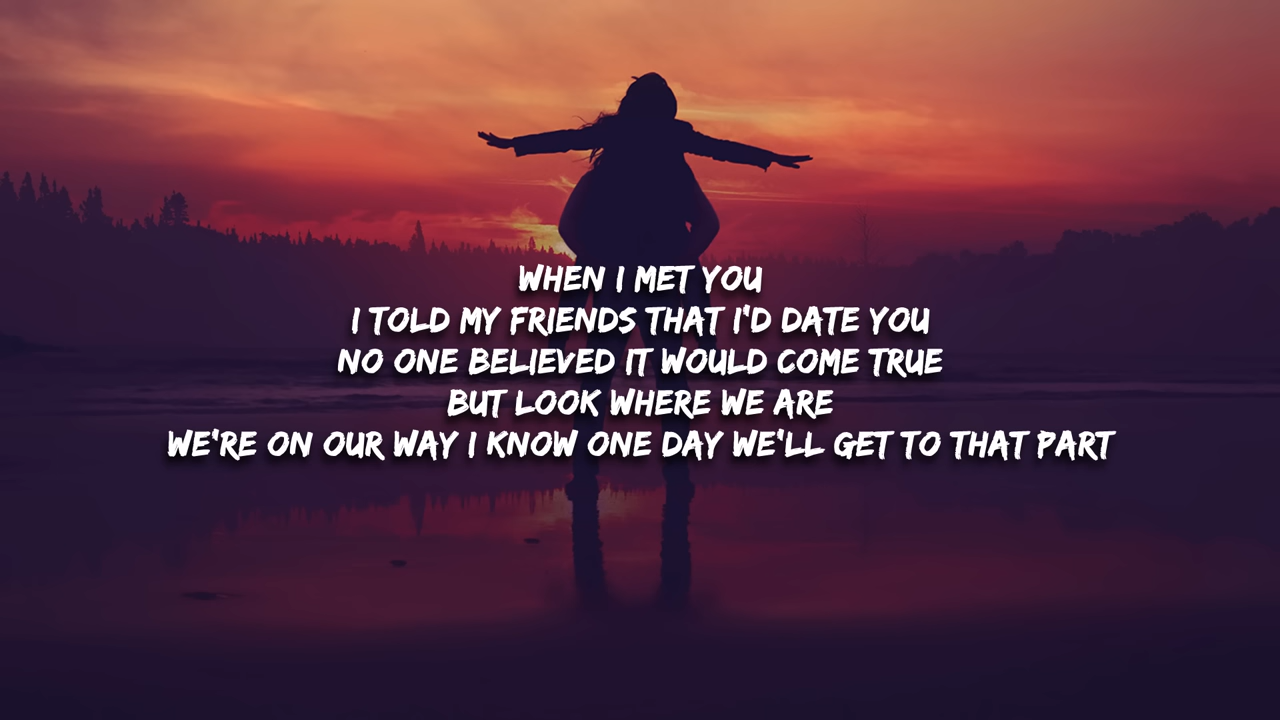 WHEN I MET YOU
I TOLD MY FRIENDS THAT I'D DATE YOU
NO ONE BELIEVED IT WOULD COME TRUE
BUT LOOK WHERE WE ARE
WE'RE ON OUR WAY I KNOW ONE DAY WE'LL GET TO THAT PART